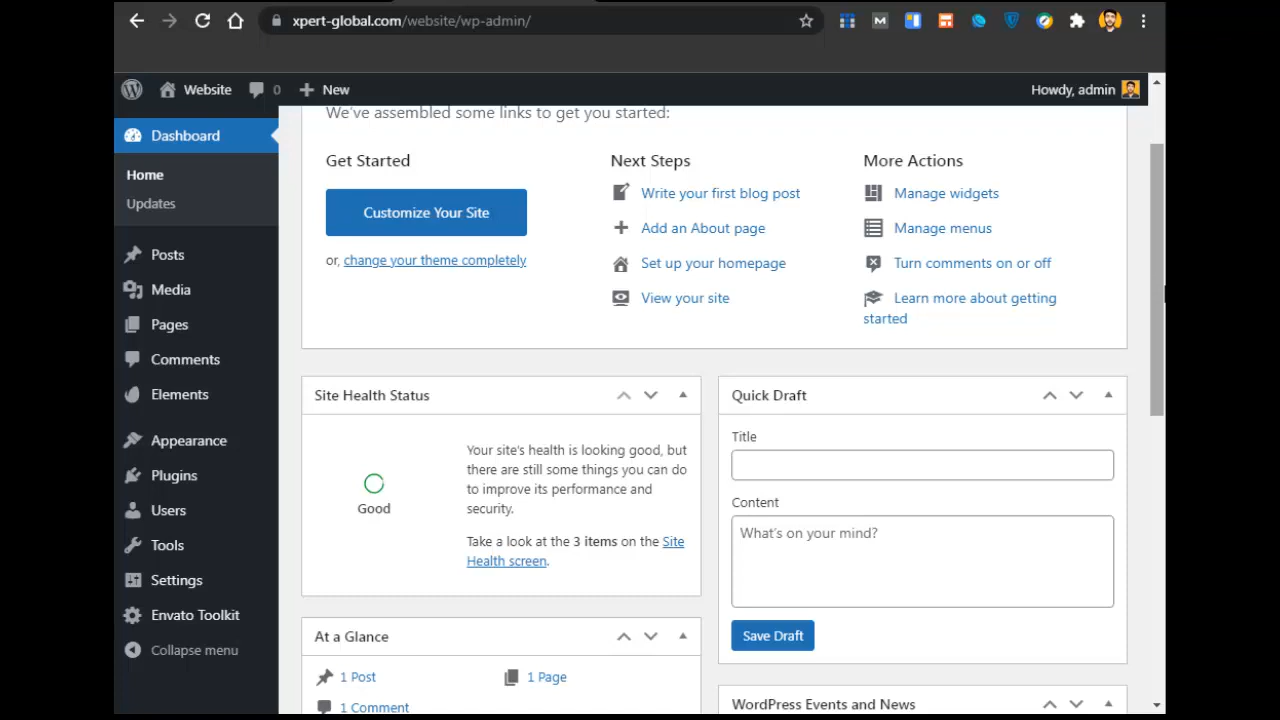 xpert-global.com/website/wp-admin/
Website
0
New
Howdy, admin
Dashboard
Home
Updates
Posts
Media
Pages
Comments
Elements
Appearance
Plugins
Users
Tools
Settings
Envato Toolkit
Collapse menu
We've assembled some links to get you started:
Get Started
Customize Your Site
or, change your theme completely
Next Steps
Write your first blog post
Add an About page
Set up your homepage
View your site
More Actions
Manage widgets
Manage menus
Turn comments on or off
Learn more about getting
started
Site Health Status
Good
Your site's health is looking good, but
there are still some things you can do
to improve its performance and
security.
Take a look at the 3 items on the Site
Health screen.
At a Glance
1 Post
1 Page
1 Comment
Quick Draft
Title
Content
What's on your mind?
Save Draft
WordPress Events and News